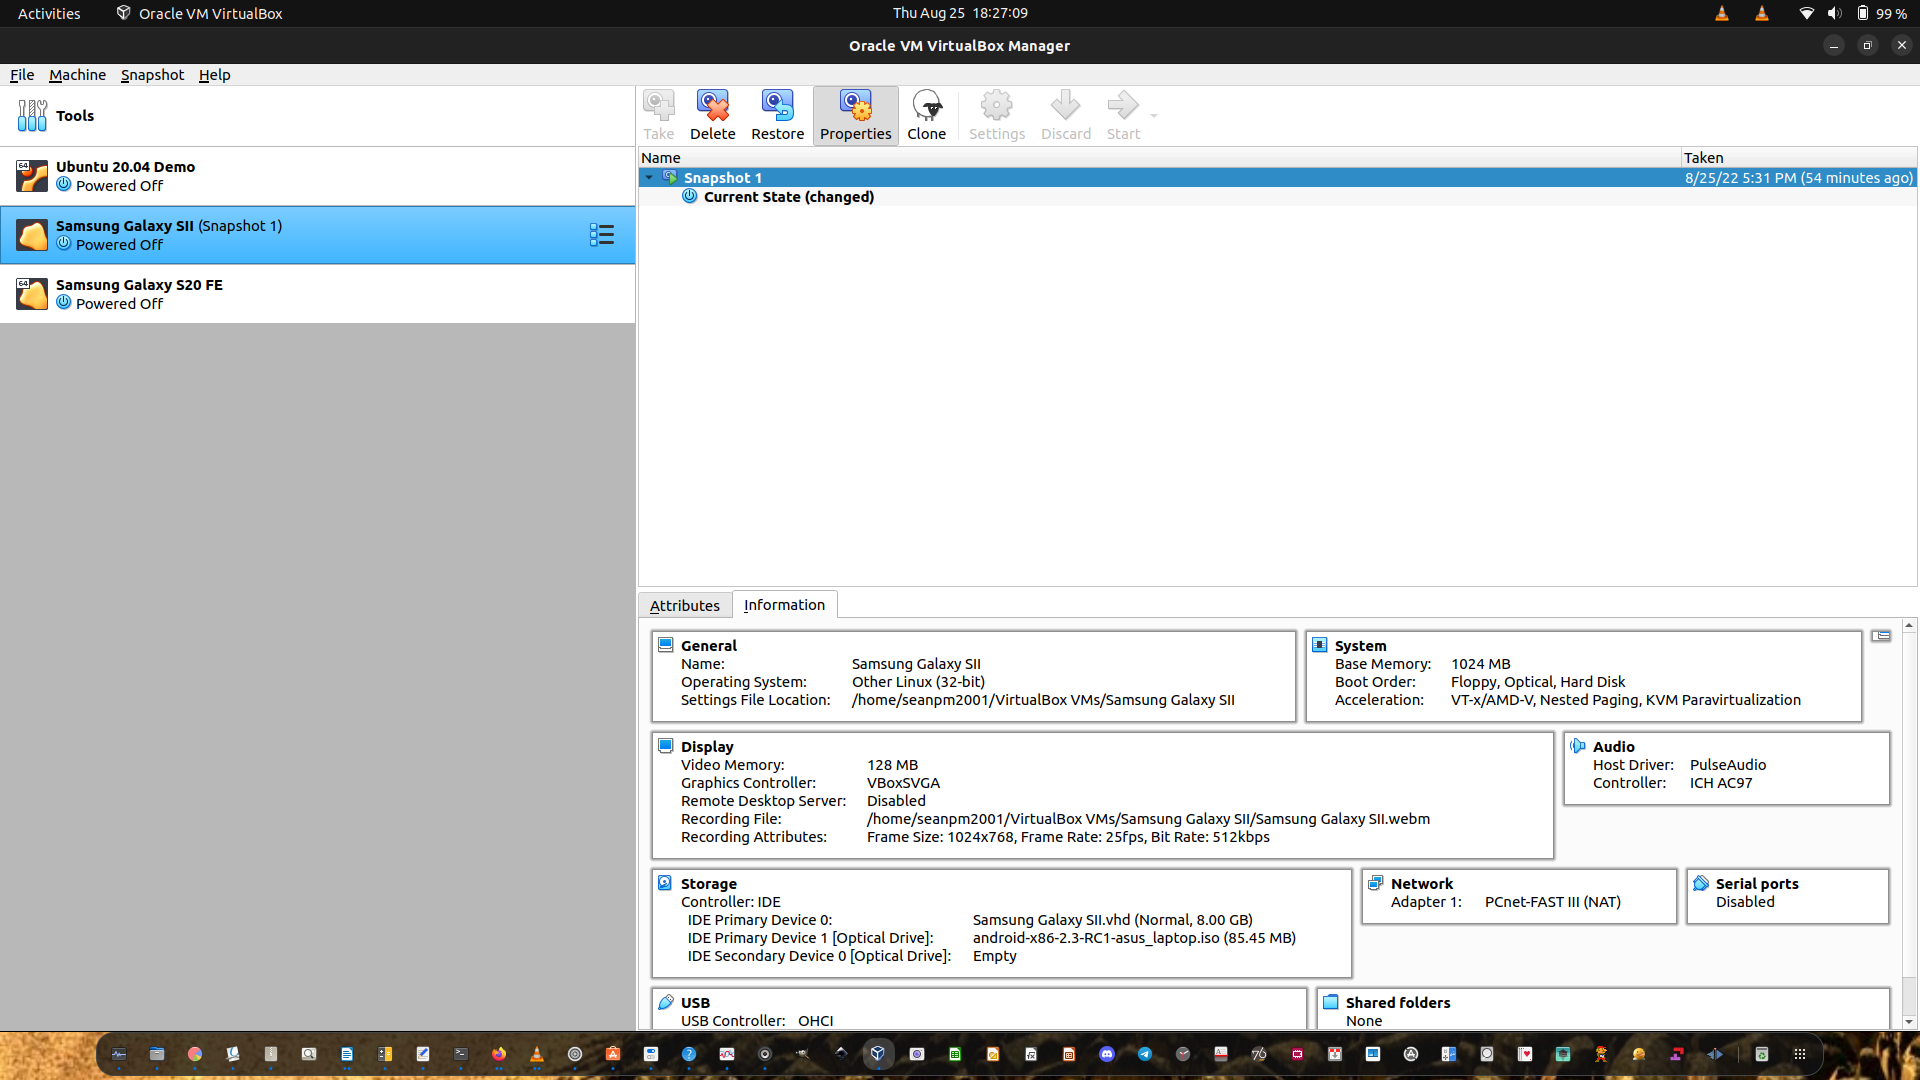 Activities Oracle VM VirtualBox Thu Aug 25 18:27:09 99 %
Oracle VM VirtualBox Manager
File Machine Snapshot Help
Tools
Take Delete Restore Properties Clone Settings Discard Start
Name Taken
64
Ubuntu 20.04 Demo
Powered Off
Snapshot 1 8/25/22 5:31 PM (54 minutes ago)
Current State (changed)
Samsung Galaxy SII (Snapshot 1)
Powered Off
64
Samsung Galaxy S20 FE
Powered Off
Attributes Information
General
Name: Samsung Galaxy SII
Operating System: Other Linux (32-bit)
Settings File Location: /home/seanpm2001/VirtualBox VMs/Samsung Galaxy SII
System
Base Memory: 1024 MB
Boot Order: Floppy, Optical, Hard Disk
Acceleration: VT-x/AMD-V, Nested Paging, KVM Paravirtualization
Display
Video Memory: 128 MB
Graphics Controller: VBoxSVGA
Remote Desktop Server: Disabled
Recording File: /home/seanpm2001/VirtualBox VMs/Samsung Galaxy SII/Samsung Galaxy SII.webm
Recording Attributes: Frame Size: 1024x768, Frame Rate: 25fps, Bit Rate: 512kbps
Audio
Host Driver: PulseAudio
Controller: ICH AC97
Storage
Controller: IDE
IDE Primary Device 0: Samsung Galaxy SII.vhd (Normal, 8.00 GB)
IDE Primary Device 1 [Optical Drive]: android-x86-2.3-RC1-asus_laptop.iso (85.45 MB)
IDE Secondary Device 0 [Optical Drive]: Empty
Network
Adapter 1: PCnet-FAST III (NAT)
Serial ports
Disabled
USB
USB Controller: OHCI
Shared folders
None
76